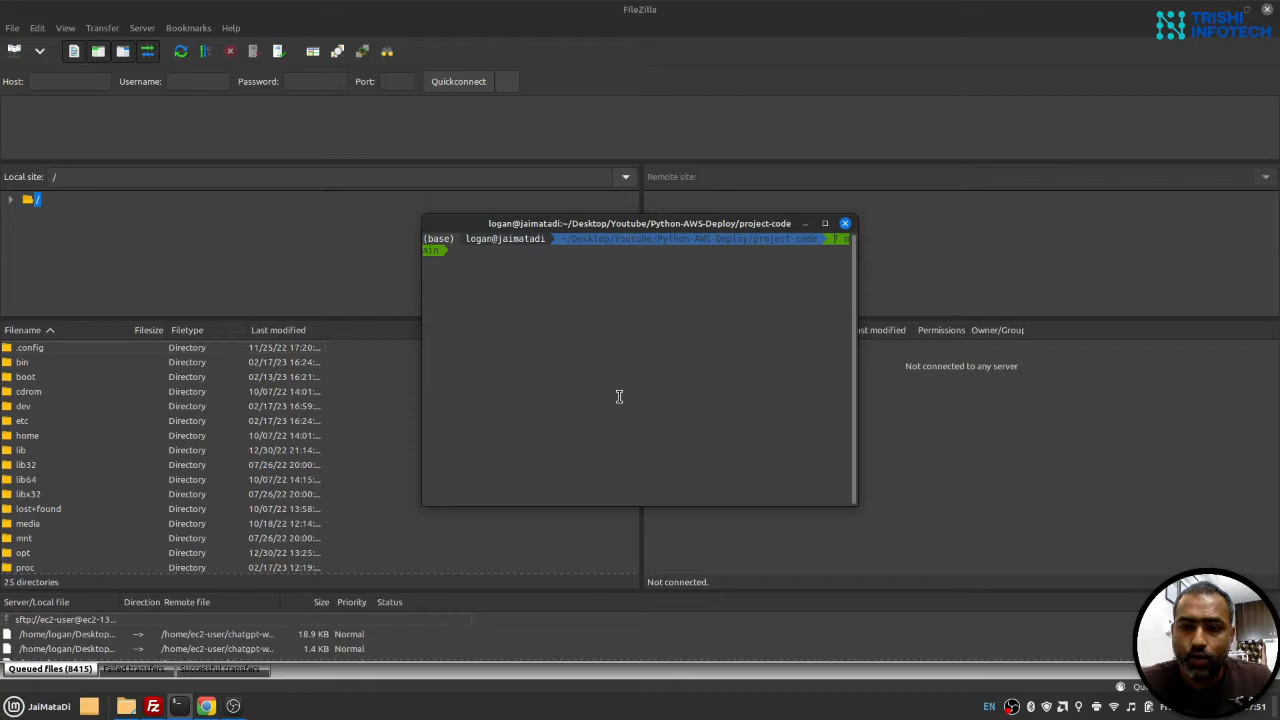 FileZilla
TRISHI
INFOTECH
File Edit View Transfer Server Bookmarks Help
Host: Username: Password: Port: Quickconnect
Local site: /
Remote site:
/
logan@jaimatadi:~/Desktop/Youtube/Python-AWS-Deploy/project-code
(base) logan@jaimatadi ~/Desktop/Youtube/Python-AWS-Deploy/project-code m
ain
Filename Filesize Filetype Last modified
ast modified Permissions Owner/Group
.config Directory 11/25/22 17:20:...
bin Directory 02/17/23 16:24:...
Not connected to any server
boot Directory 02/13/23 16:21:...
cdrom Directory 10/07/22 14:01:...
dev Directory 02/17/23 16:59:...
etc Directory 02/17/23 16:24:...
home Directory 10/07/22 14:01:...
lib Directory 12/30/22 21:14:...
lib32 Directory 07/26/22 20:00:...
lib64 Directory 10/07/22 14:15:...
libx32 Directory 07/26/22 20:00:...
lost+found Directory 10/07/22 13:58:...
media Directory 10/18/22 12:14:...
mnt Directory 07/26/22 20:00:...
opt Directory 12/30/22 13:25:...
proc Directory 02/17/23 12:19:...
25 directories
Not connected.
Server/Local file Direction Remote file Size Priority Status
sftp://ec2-user@ec2-13...
/home/logan/Desktop... --> /home/ec2-user/chatgpt-w... 18.9 KB Normal
/home/logan/Desktop... --> /home/ec2-user/chatgpt-w... 1.4 KB Normal
Queued files (8415) Failed transfers Successful transfers
JaiMaTaDi
EN